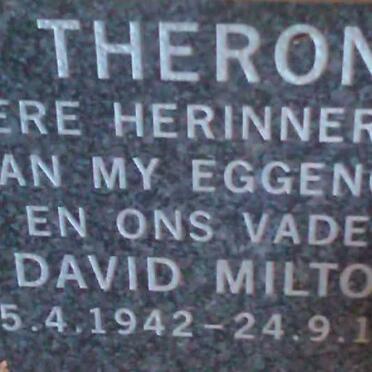 THERON
ERE HERINNER
AN MY EGGENO
EN ONS VADE
DAVID MILTO
5.4.1942-24.9.1